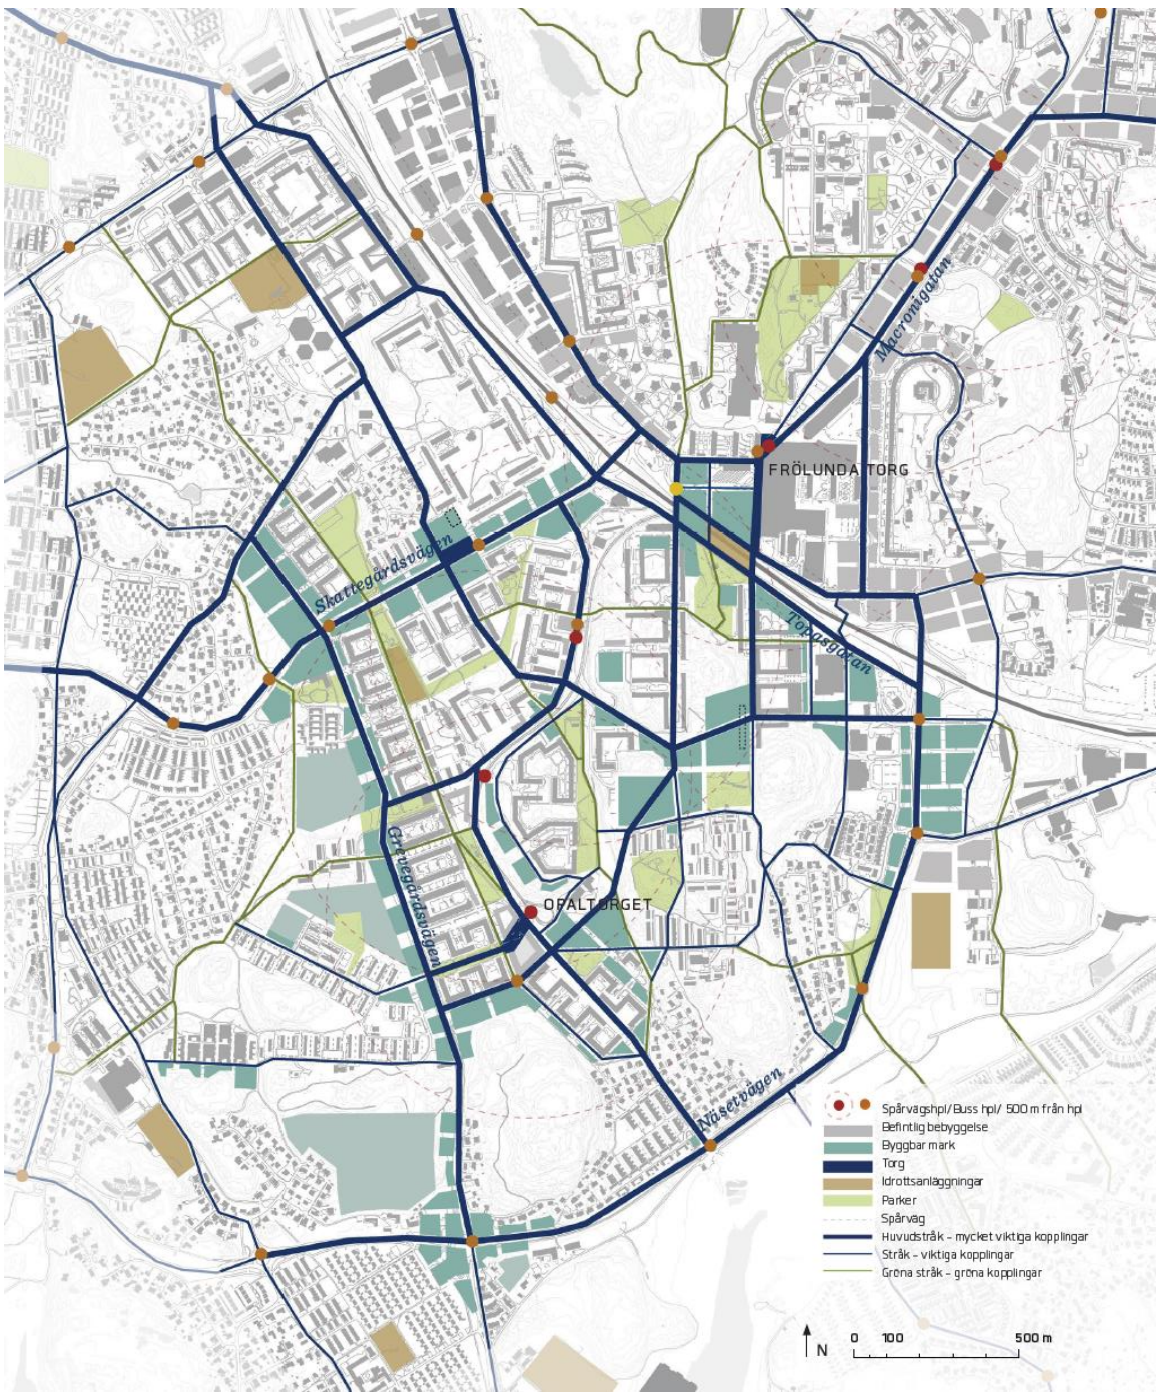 Macronigatan
FRÖLUNDA TORG
Skattegårdsvägen
Topasgatan
Grevegårdsvägen
OPALTORGET
Näsetvägen
Spårvägshpl/Buss hpl/ 500 m från hpl
Befintlig bebyggelse
Byggbar mark
Torg
Idrottsanläggningar
Parker
Spårväg
Huvudstråk - mycket viktiga kopplingar
Stråk - viktiga kopplingar
Gröna stråk - gröna kopplingar
N
0 100 500 m